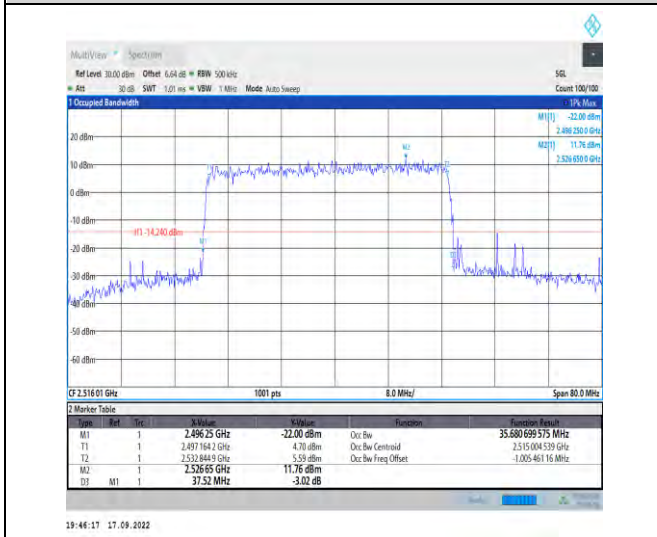 MultiView Spectrum
Ref Level 30.00 dBm Offset 6.64 dB RBW 500 kHz SGL
Att 30 dB SWT 1.01 ms VBW 1 MHz Mode Auto Sweep Count 100/100
1 Occupied Bandwidth 1Pk Max
M1[1] -22.00 dBm
2.496 250 0 GHz
20 dBm M2[1] 11.76 dBm
2.526 650 0 GHz
M2
10 dBm
0 dBm
-10 dBm
H1 -14.240 dBm
M1
-20 dBm
-30 dBm
-40 dBm
-50 dBm
-60 dBm
CF 2.516 01 GHz 1001 pts 8.0 MHz/ Span 80.0 MHz
2 Marker Table
Type Ref Trc X-Value Y-Value Function Function Result
M1 1 2.496 25 GHz -22.00 dBm Occ Bw 35.680 699 575 MHz
T1 1 2.497 164 2 GHz 4.70 dBm Occ Bw Centroid 2.515 004 539 GHz
T2 1 2.532 844 9 GHz 5.59 dBm Occ Bw Freq Offset -1.005 461 16 MHz
M2 1 2.526 65 GHz 11.76 dBm
D3 M1 1 37.52 MHz -3.02 dB
19:46:17 17.09.2022